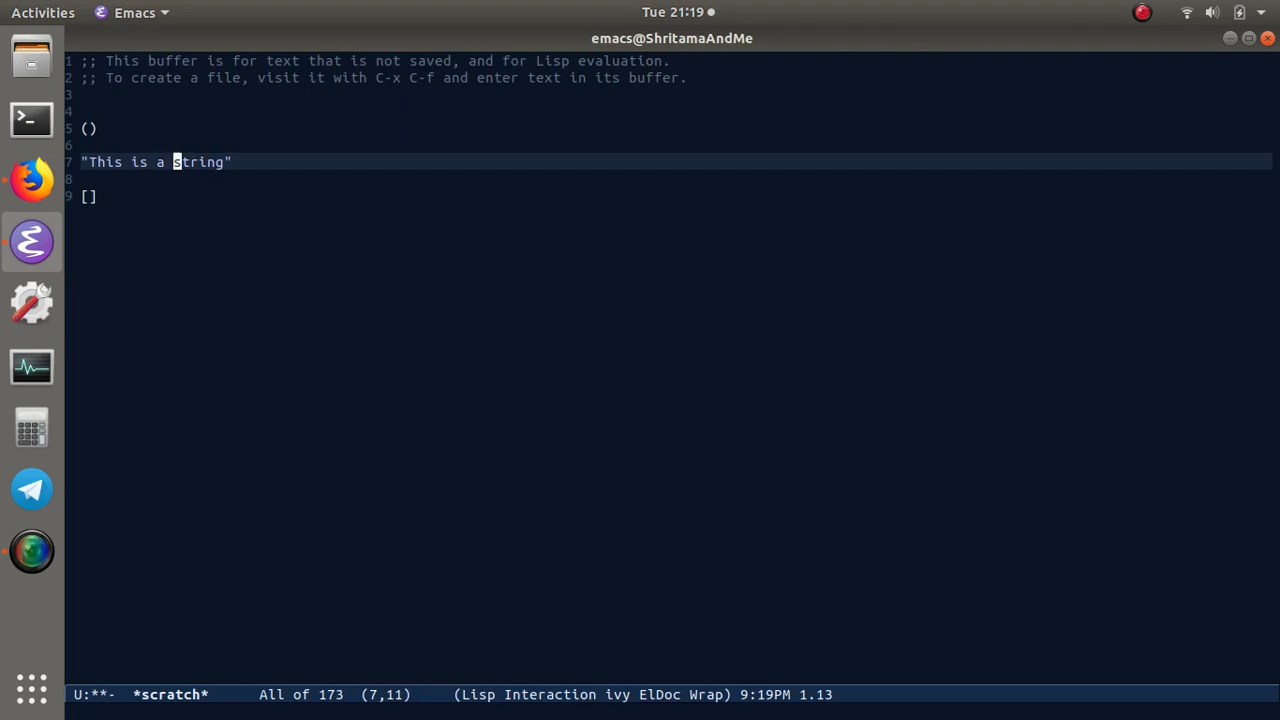 Activities Emacs Tue 21:19
emacs@ShritamaAndMe
1 ;; This buffer is for text that is not saved, and for Lisp evaluation.
2 ;; To create a file, visit it with C-x C-f and enter text in its buffer.
3
4
5 ()
6
7 "This is a string"
8
9 []
U:**- *scratch* All of 173 (7,11) (Lisp Interaction ivy ElDoc Wrap) 9:19PM 1.13